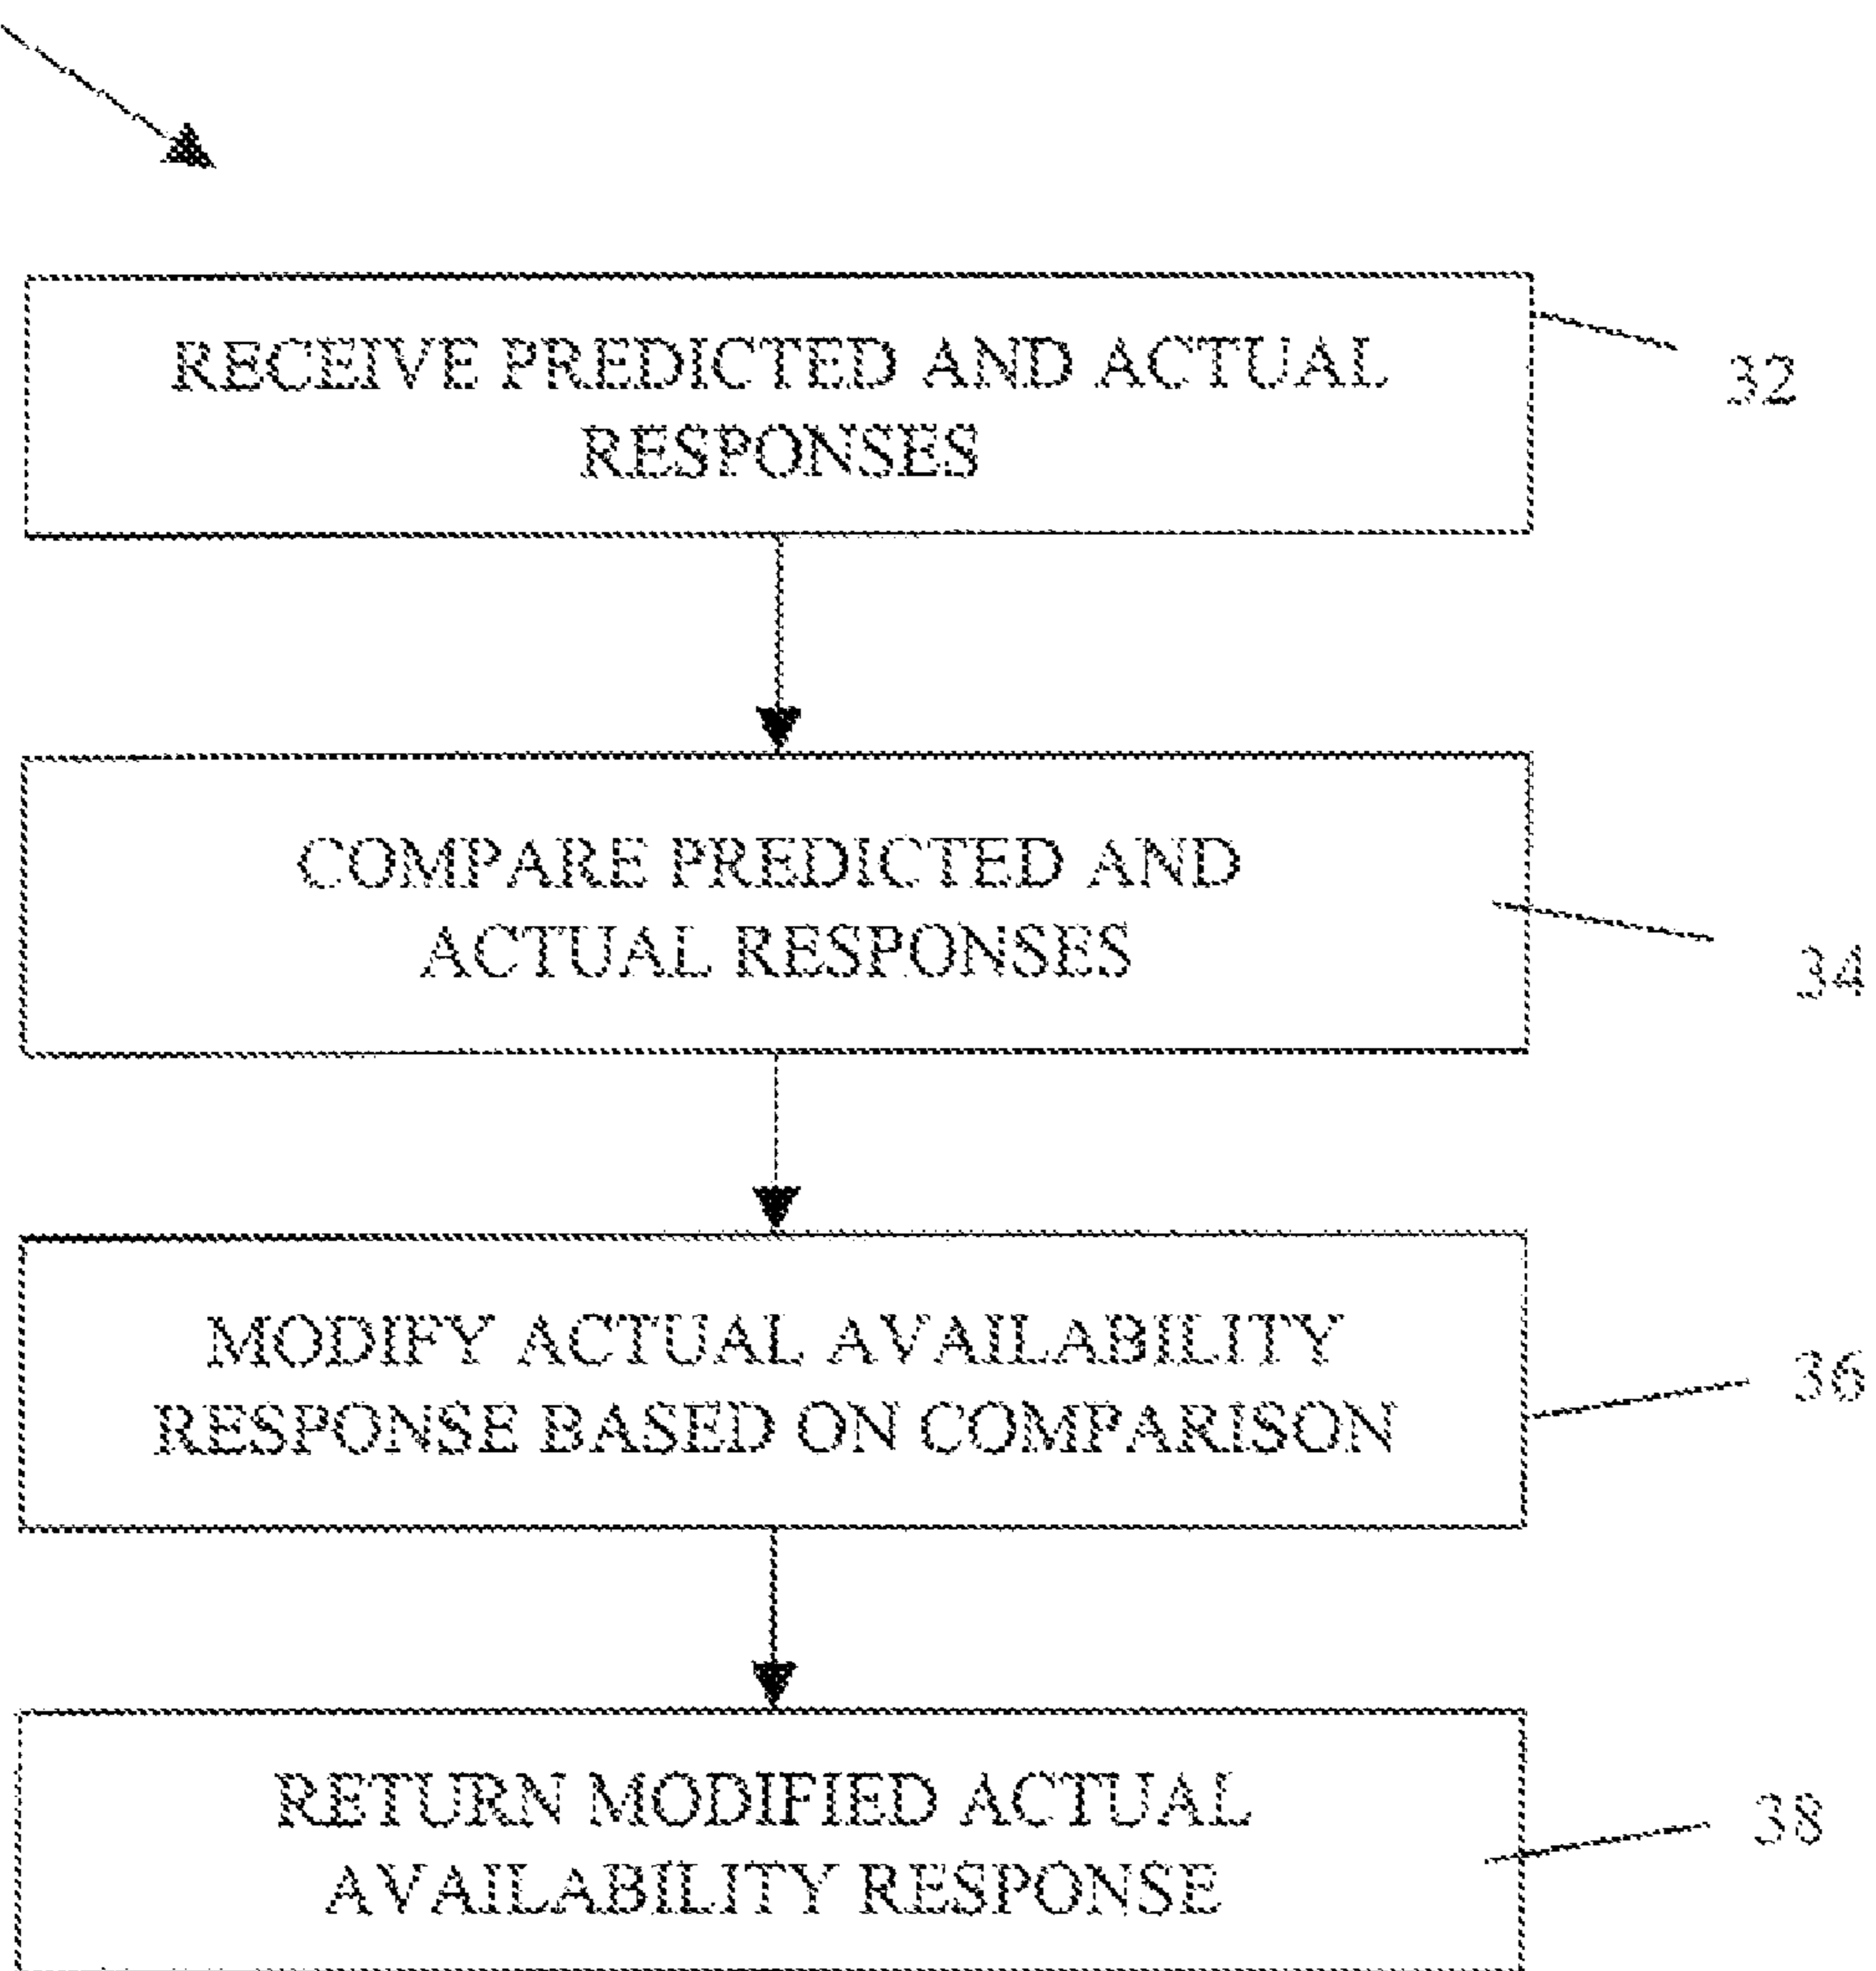 RECEIVE PREDICTED AND ACTUAL
RESPONSES
32
COMPARE PREDICTED AND
ACTUAL RESPONSES
34
MODIFY ACTUAL AVAILABILITY
RESPONSE BASED ON COMPARISON
36
RETURN MODIFIED ACTUAL
AVAILABILITY RESPONSE
38